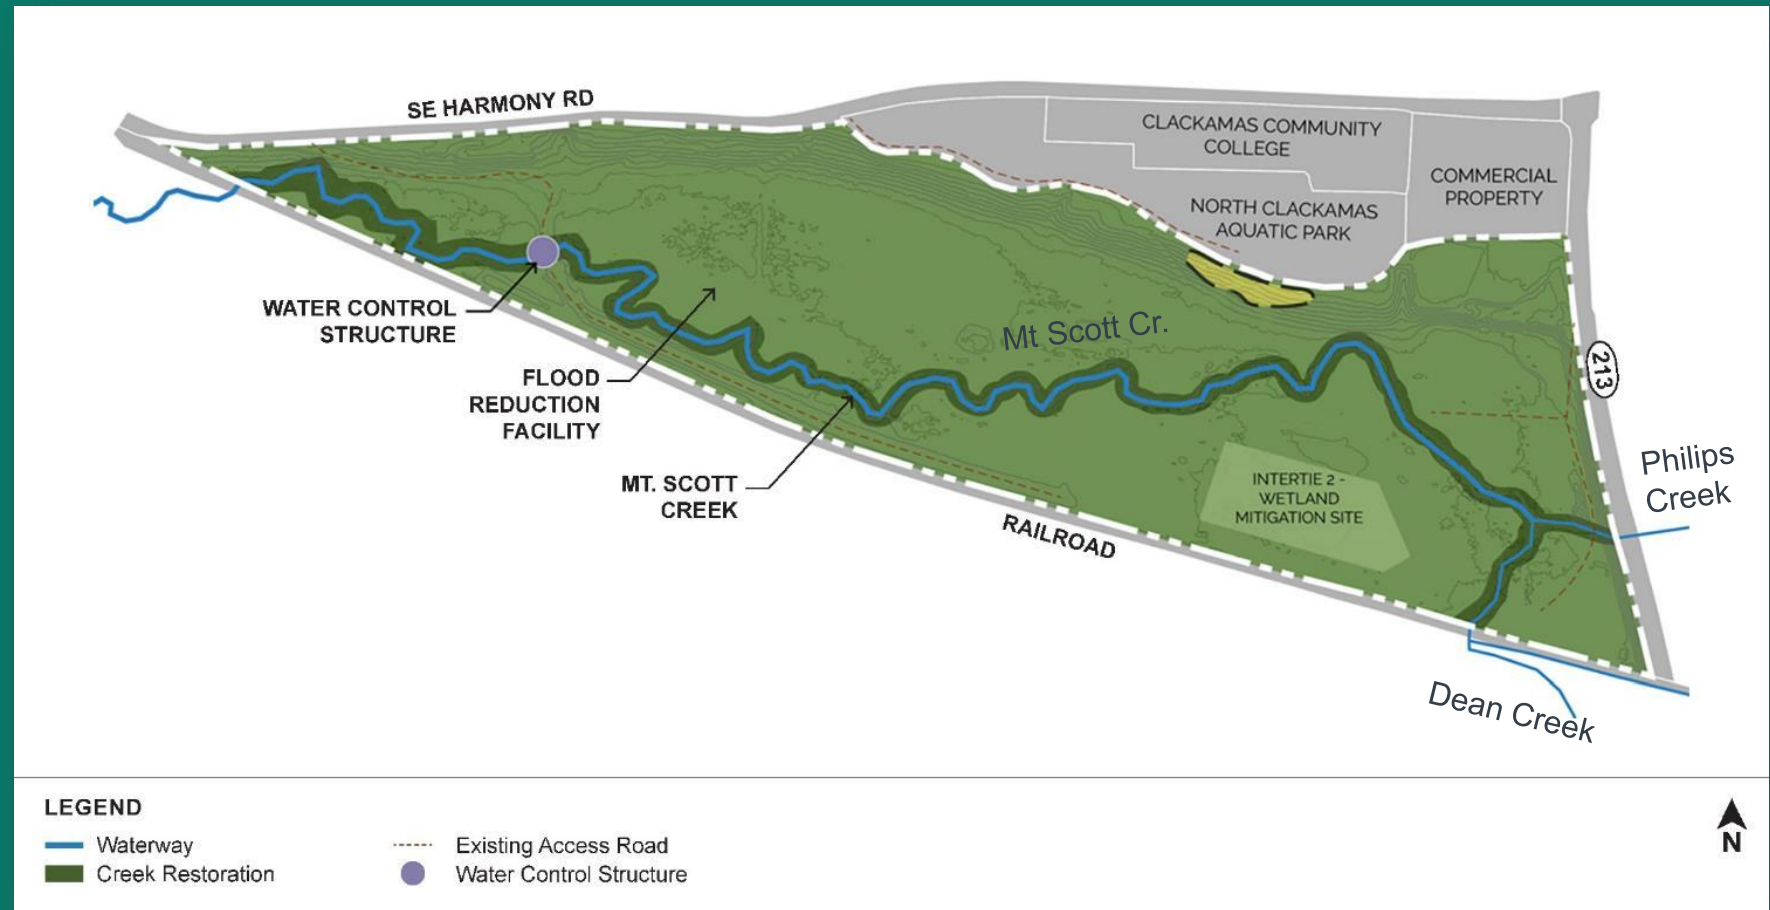 SE HARMONY RD
CLACKAMAS COMMUNITY
COLLEGE
COMMERCIAL
PROPERTY
NORTH CLACKAMAS
AQUATIC PARK
WATER CONTROL
STRUCTURE
Mt Scott Cr.
213
FLOOD
REDUCTION
FACILITY
Philips
Creek
MT. SCOTT
CREEK
INTERTIE 2 -
WETLAND
MITIGATION SITE
RAILROAD
Dean Creek
LEGEND
Waterway
Creek Restoration
Existing Access Road
Water Control Structure
N